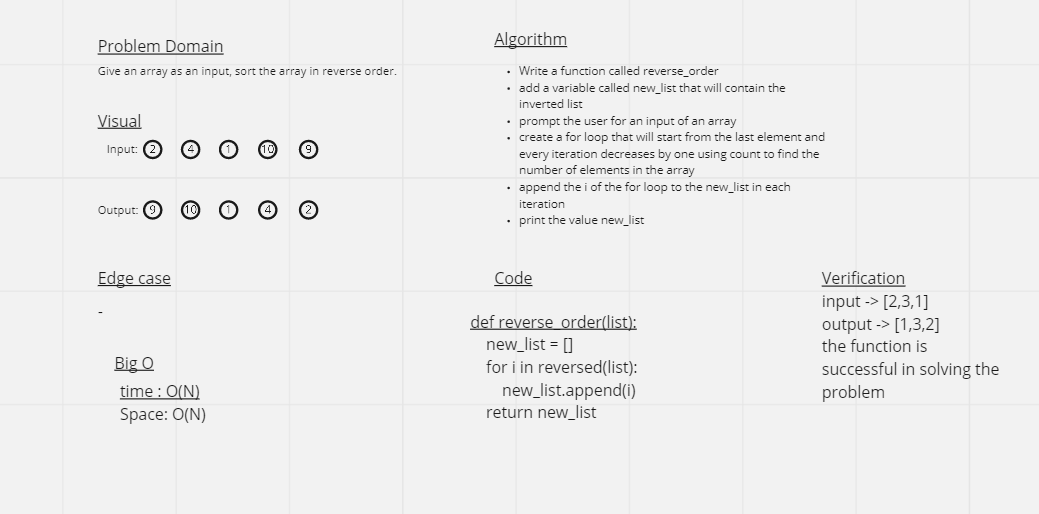 Problem Domain
Give an array as an input, sort the array in reverse order.
Visual
Input: 2 4 1 10 9
Output: 9 10 1 4 2
Edge case
-
Big O
time : O(N)
Space: O(N)
Algorithm
• Write a function called reverse_order
• add a variable called new_list that will contain the
inverted list
• prompt the user for an input of an array
• create a for loop that will start from the last element and
every iteration decreases by one using count to find the
number of elements in the array
• append the i of the for loop to the new_list in each
iteration
• print the value new_list
Code
def reverse_order(list):
new_list = []
for i in reversed(list):
new_list.append(i)
return new_list
Verification
input -> [2,3,1]
output -> [1,3,2]
the function is
successful in solving the
problem